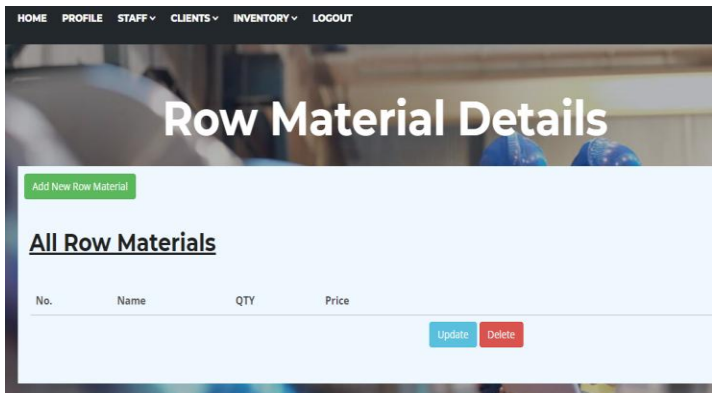 HOME PROFILE STAFF CLIENTS INVENTORY LOGOUT
Row Material Details
Add New Row Material
All Row Materials
No. Name QTY Price
Update Delete